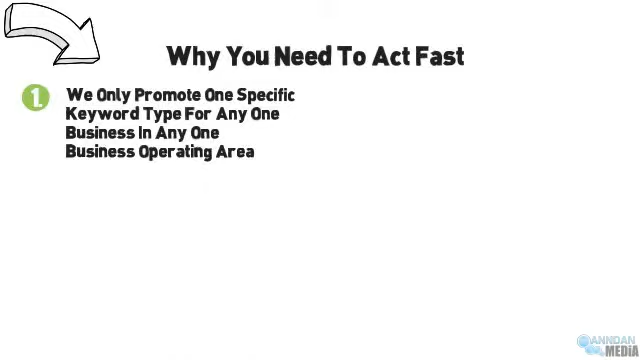 Why You Need To Act Fast
1.
We Only Promote One Specific
Keyword Type For Any One
Business In Any One
Business Operating Area
ANNDAN
MEDiA